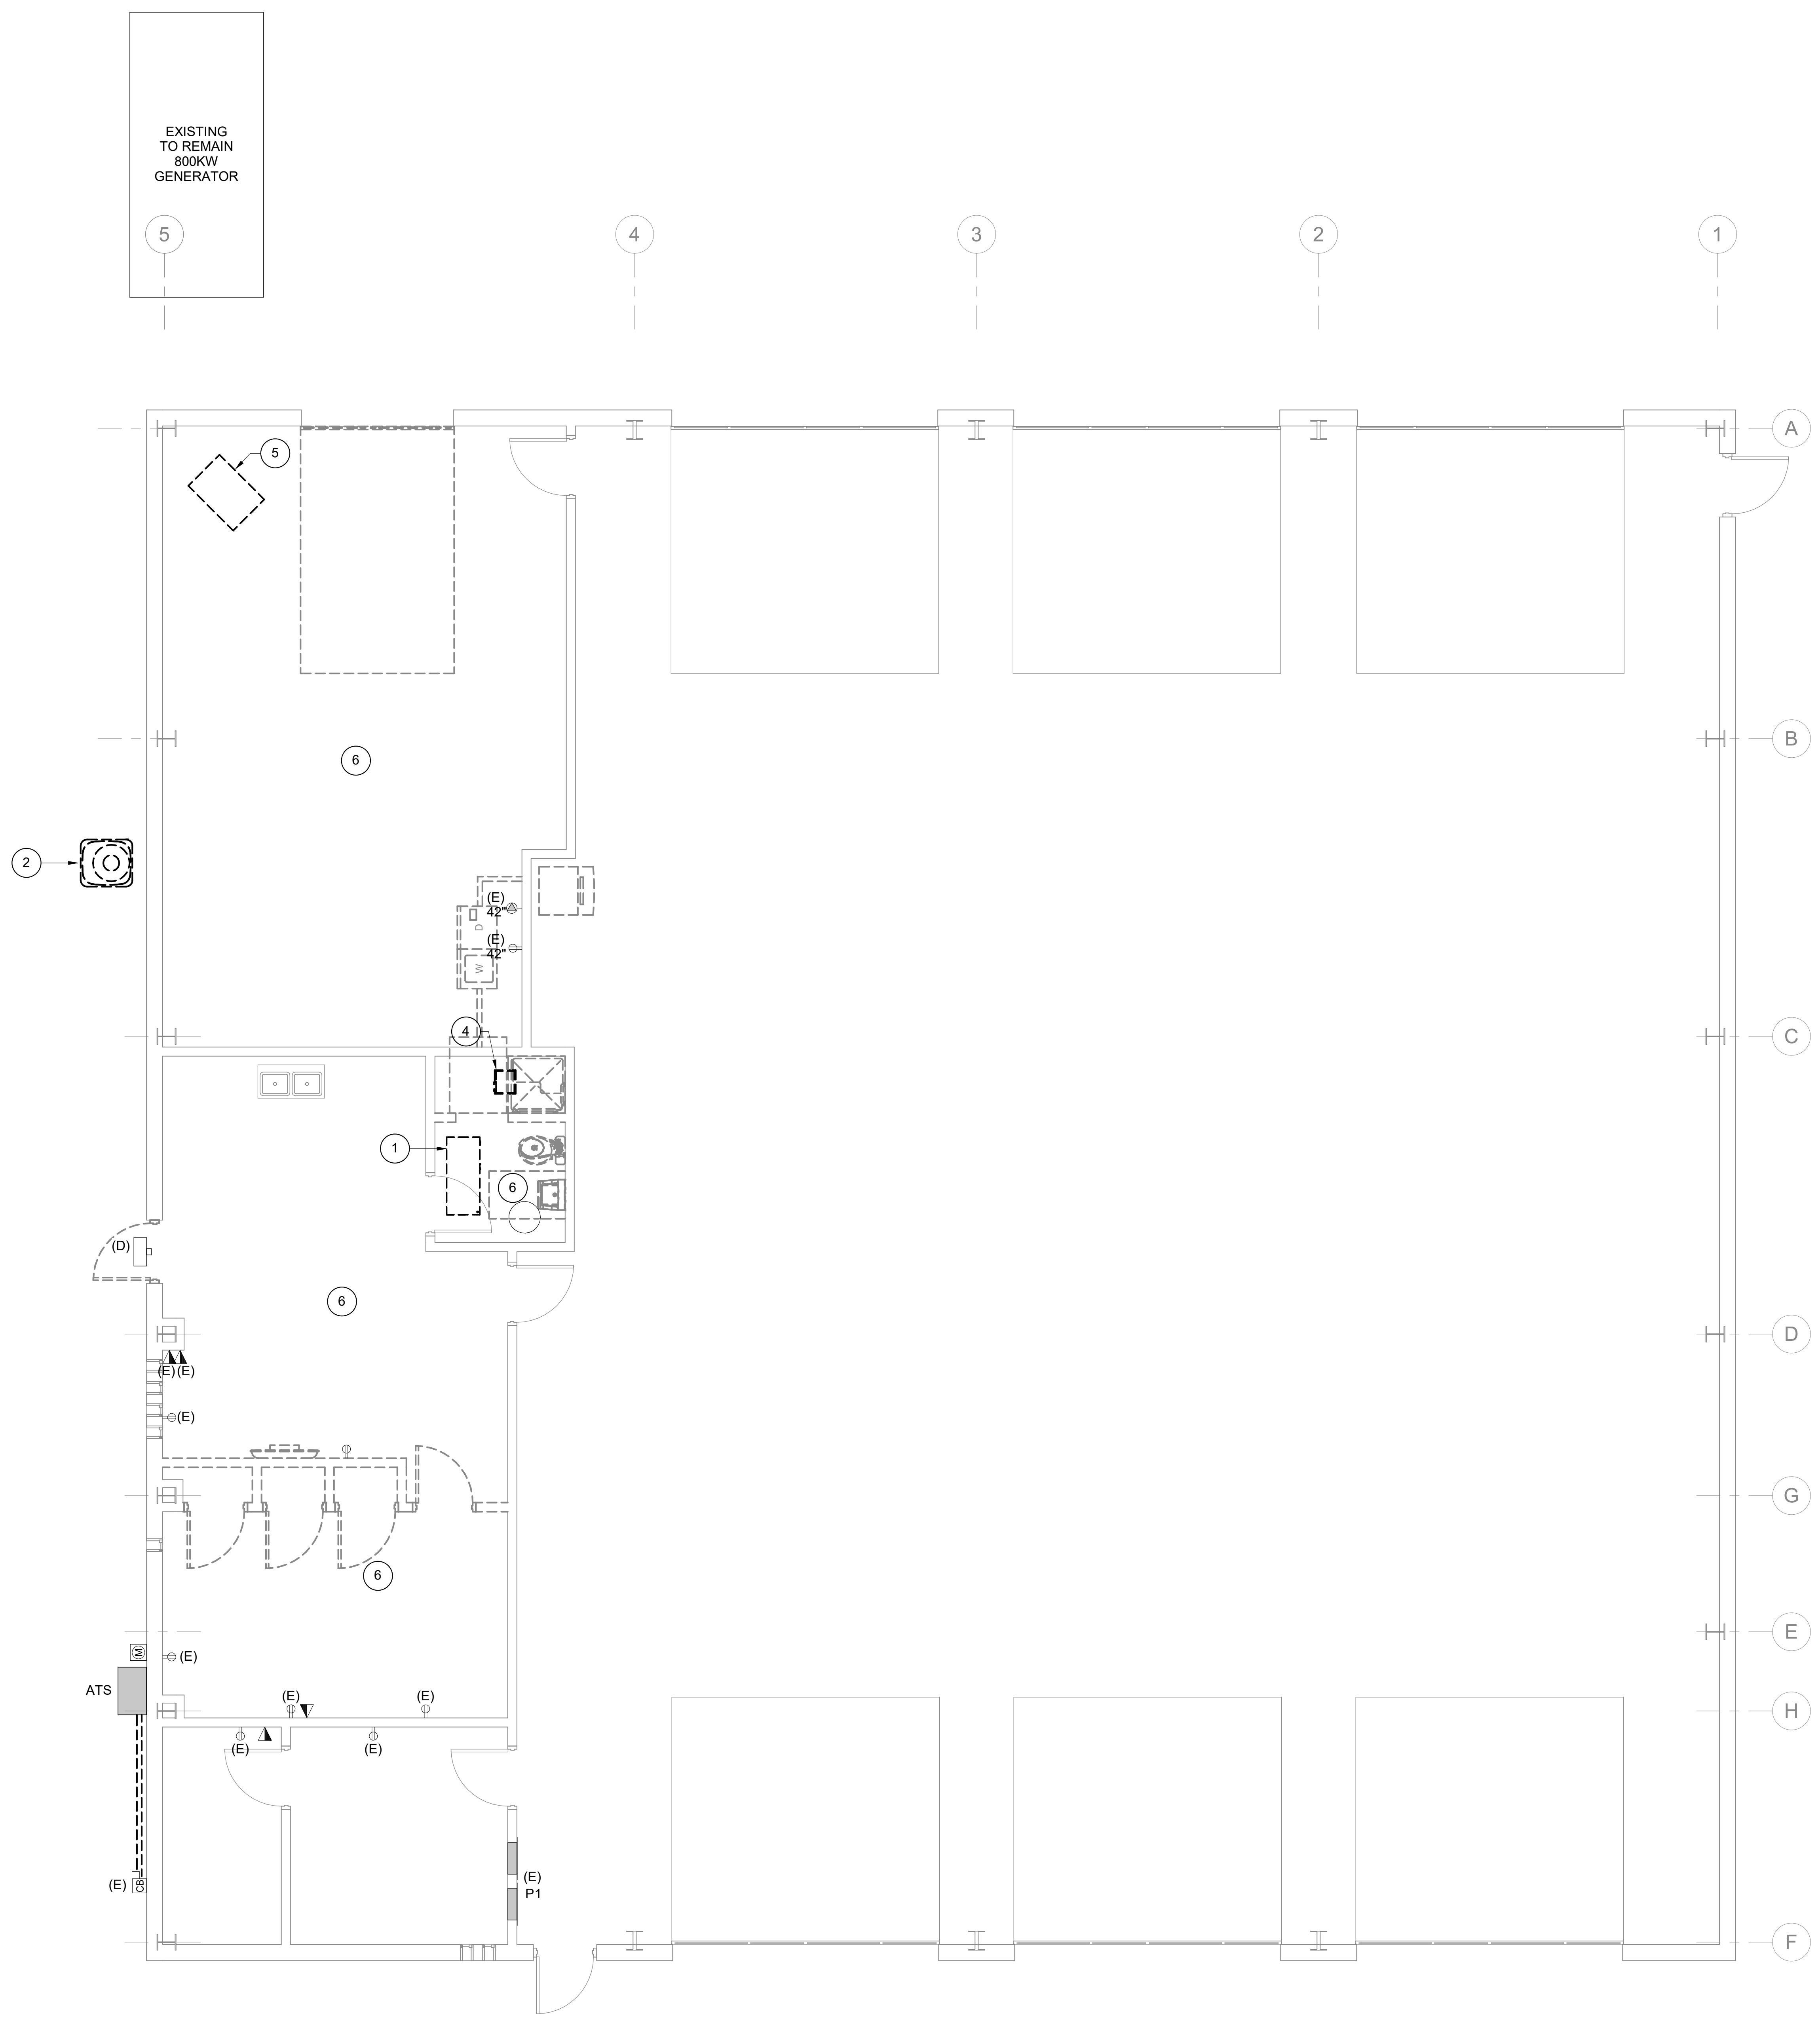 EXISTING
TO REMAIN
800KW
GENERATOR
5
4
3
2
1
A
5
B
6
2
(E)
42"
D
(E)
42"
W
4
C
1
6
(D)
6
D
(E)
(E)
(E)
G
6
E
M
(E)
ATS
(E)
(E)
H
(E)
(E)
(E)
CB
(E)
P1
F